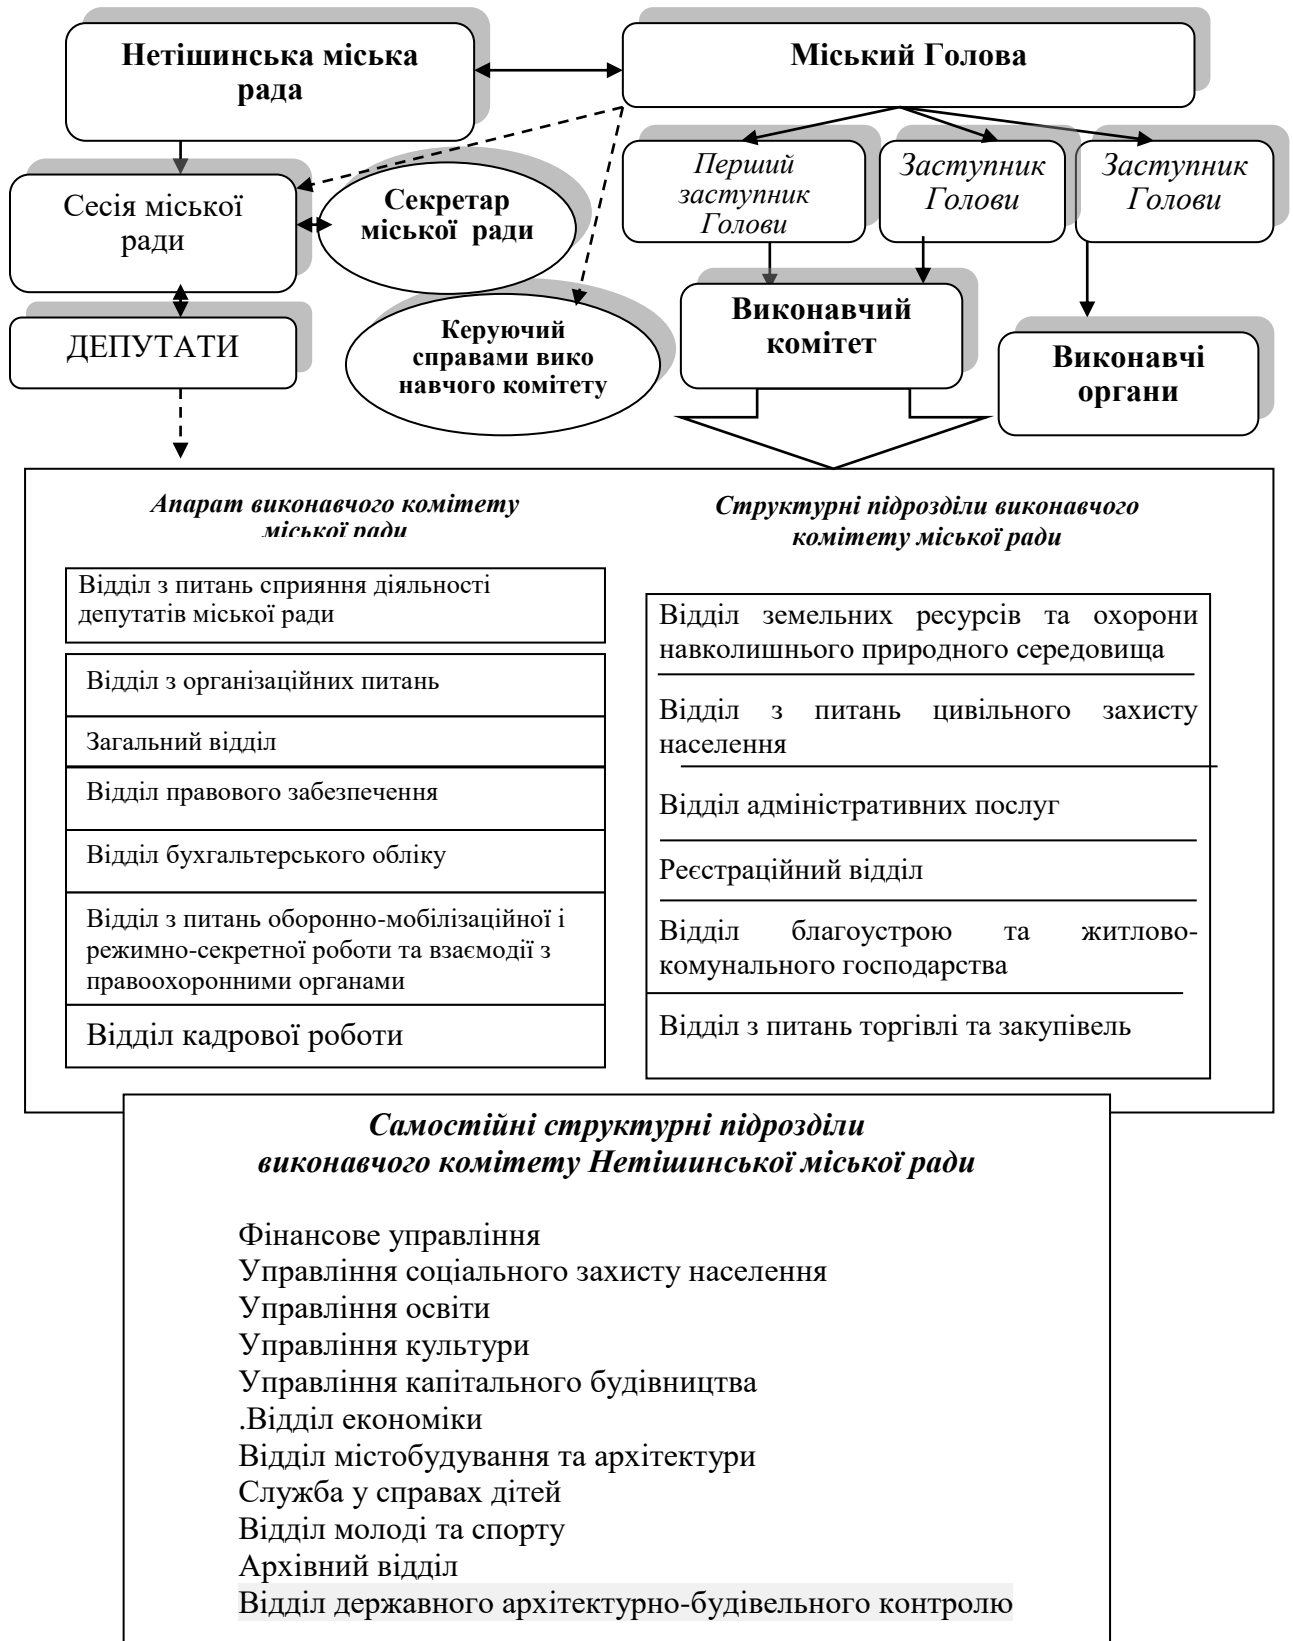 Нетішинська міська
рада
Міський Голова
Перший
заступник
Голови
Заступник
Голови
Заступник
Голови
Сесія міської
ради
Секретар
міської ради
ДЕПУТАТИ
Керуючий
справами вико
навчого комітету
Виконавчий
комітет
Виконавчі
органи
Апарат виконавчого комітету
міської ради
Відділ з питань сприяння діяльності
депутатів міської ради
Відділ з організаційних питань
Загальний відділ
Відділ правового забезпечення
Відділ бухгалтерського обліку
Відділ з питань оборонно-мобілізаційної і
режимно-секретної роботи та взаємодії з
правоохоронними органами
Відділ кадрової роботи
Структурні підрозділи виконавчого
комітету міської ради
Відділ земельних ресурсів та охорони
навколишнього природного середовища
Відділ з питань цивільного захисту
населення
Відділ адміністративних послуг
Реєстраційний відділ
Відділ благоустрою та житлово-
комунального господарства
Відділ з питань торгівлі та закупівель
Самостійні структурні підрозділи
виконавчого комітету Нетішинської міської ради
Фінансове управління
Управління соціального захисту населення
Управління освіти
Управління культури
Управління капітального будівництва
.Відділ економіки
Відділ містобудування та архітектури
Служба у справах дітей
Відділ молоді та спорту
Архівний відділ
Відділ державного архітектурно-будівельного контролю